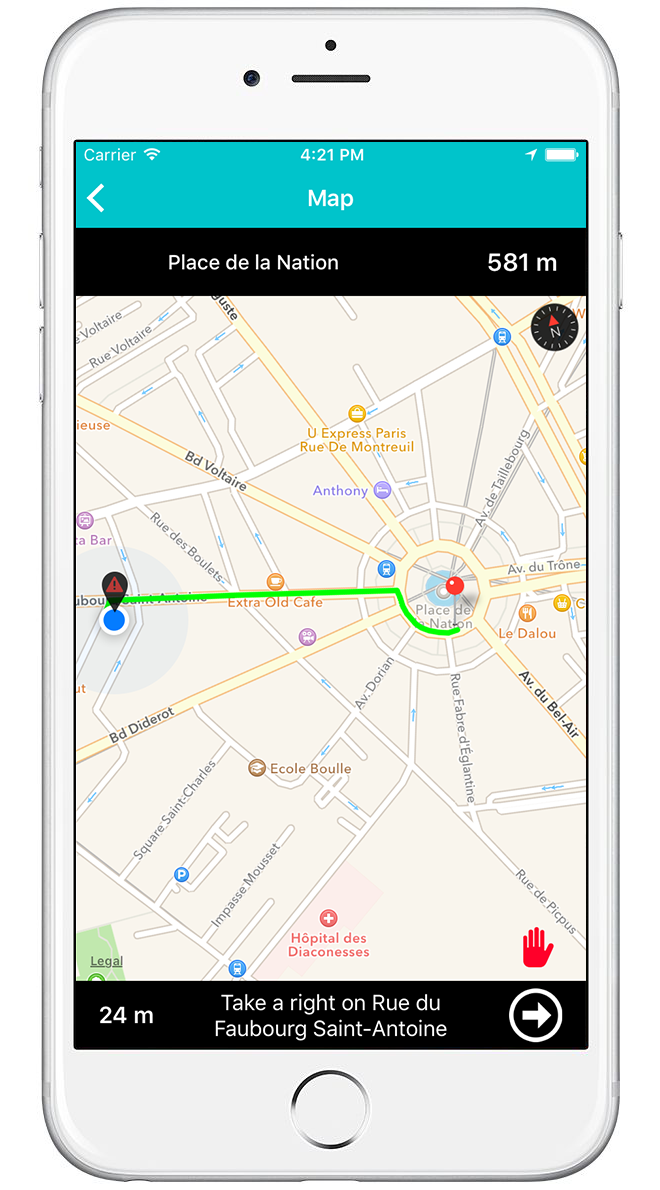 Carrier
4:21 PM
Map
Place de la Nation
581 m
guste
e Voltaire
Rue Voltaire
W
N
U Express Paris
Rue De Montreuil
ieuse
Bd Voltaire
Av. de Taillebourg
Anthony
ta Bar
Rue des Boulets
Av. du Trône
ubourg Saint-Antoine
Extra Old Cafe
Place de
la Nation
C
Le Dalou
Av. Dorian
ut
Av. du Bel-Air
Rue Fabre d'Églantine
Bd Diderot
Ecole Boulle
Square Saint-Charles
P
Impasse Mousset
Rue de Picpus
Hôpital des
Diaconesses
Legal
24 m
Take a right on Rue du
Faubourg Saint-Antoine